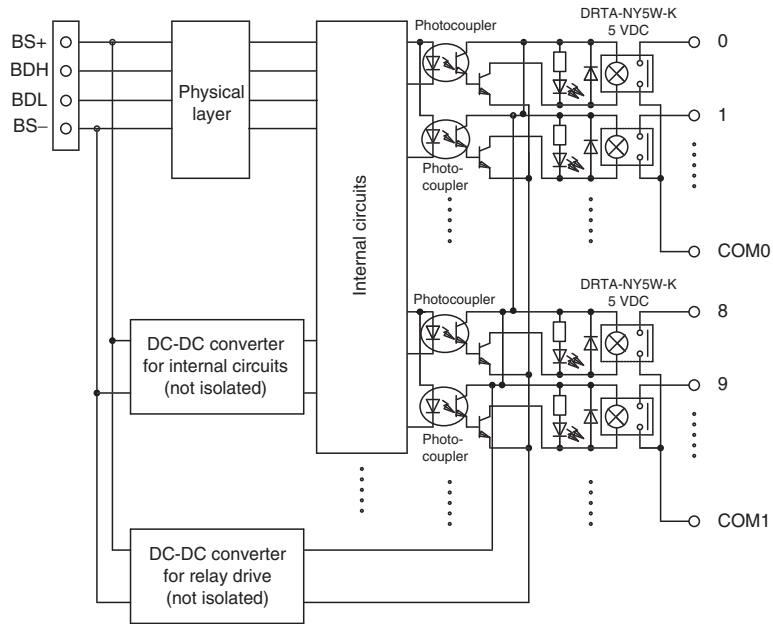 Photocoupler
DRTA-NY5W-K
5 VDC
BS+
BDH
BDL
BS–
Physical
layer
Internal circuits
0
1
Photo-
coupler
COM0
Photocoupler
DRTA-NY5W-K
5 VDC
8
DC-DC converter
for internal circuits
(not isolated)
9
Photo-
coupler
COM1
DC-DC converter
for relay drive
(not isolated)